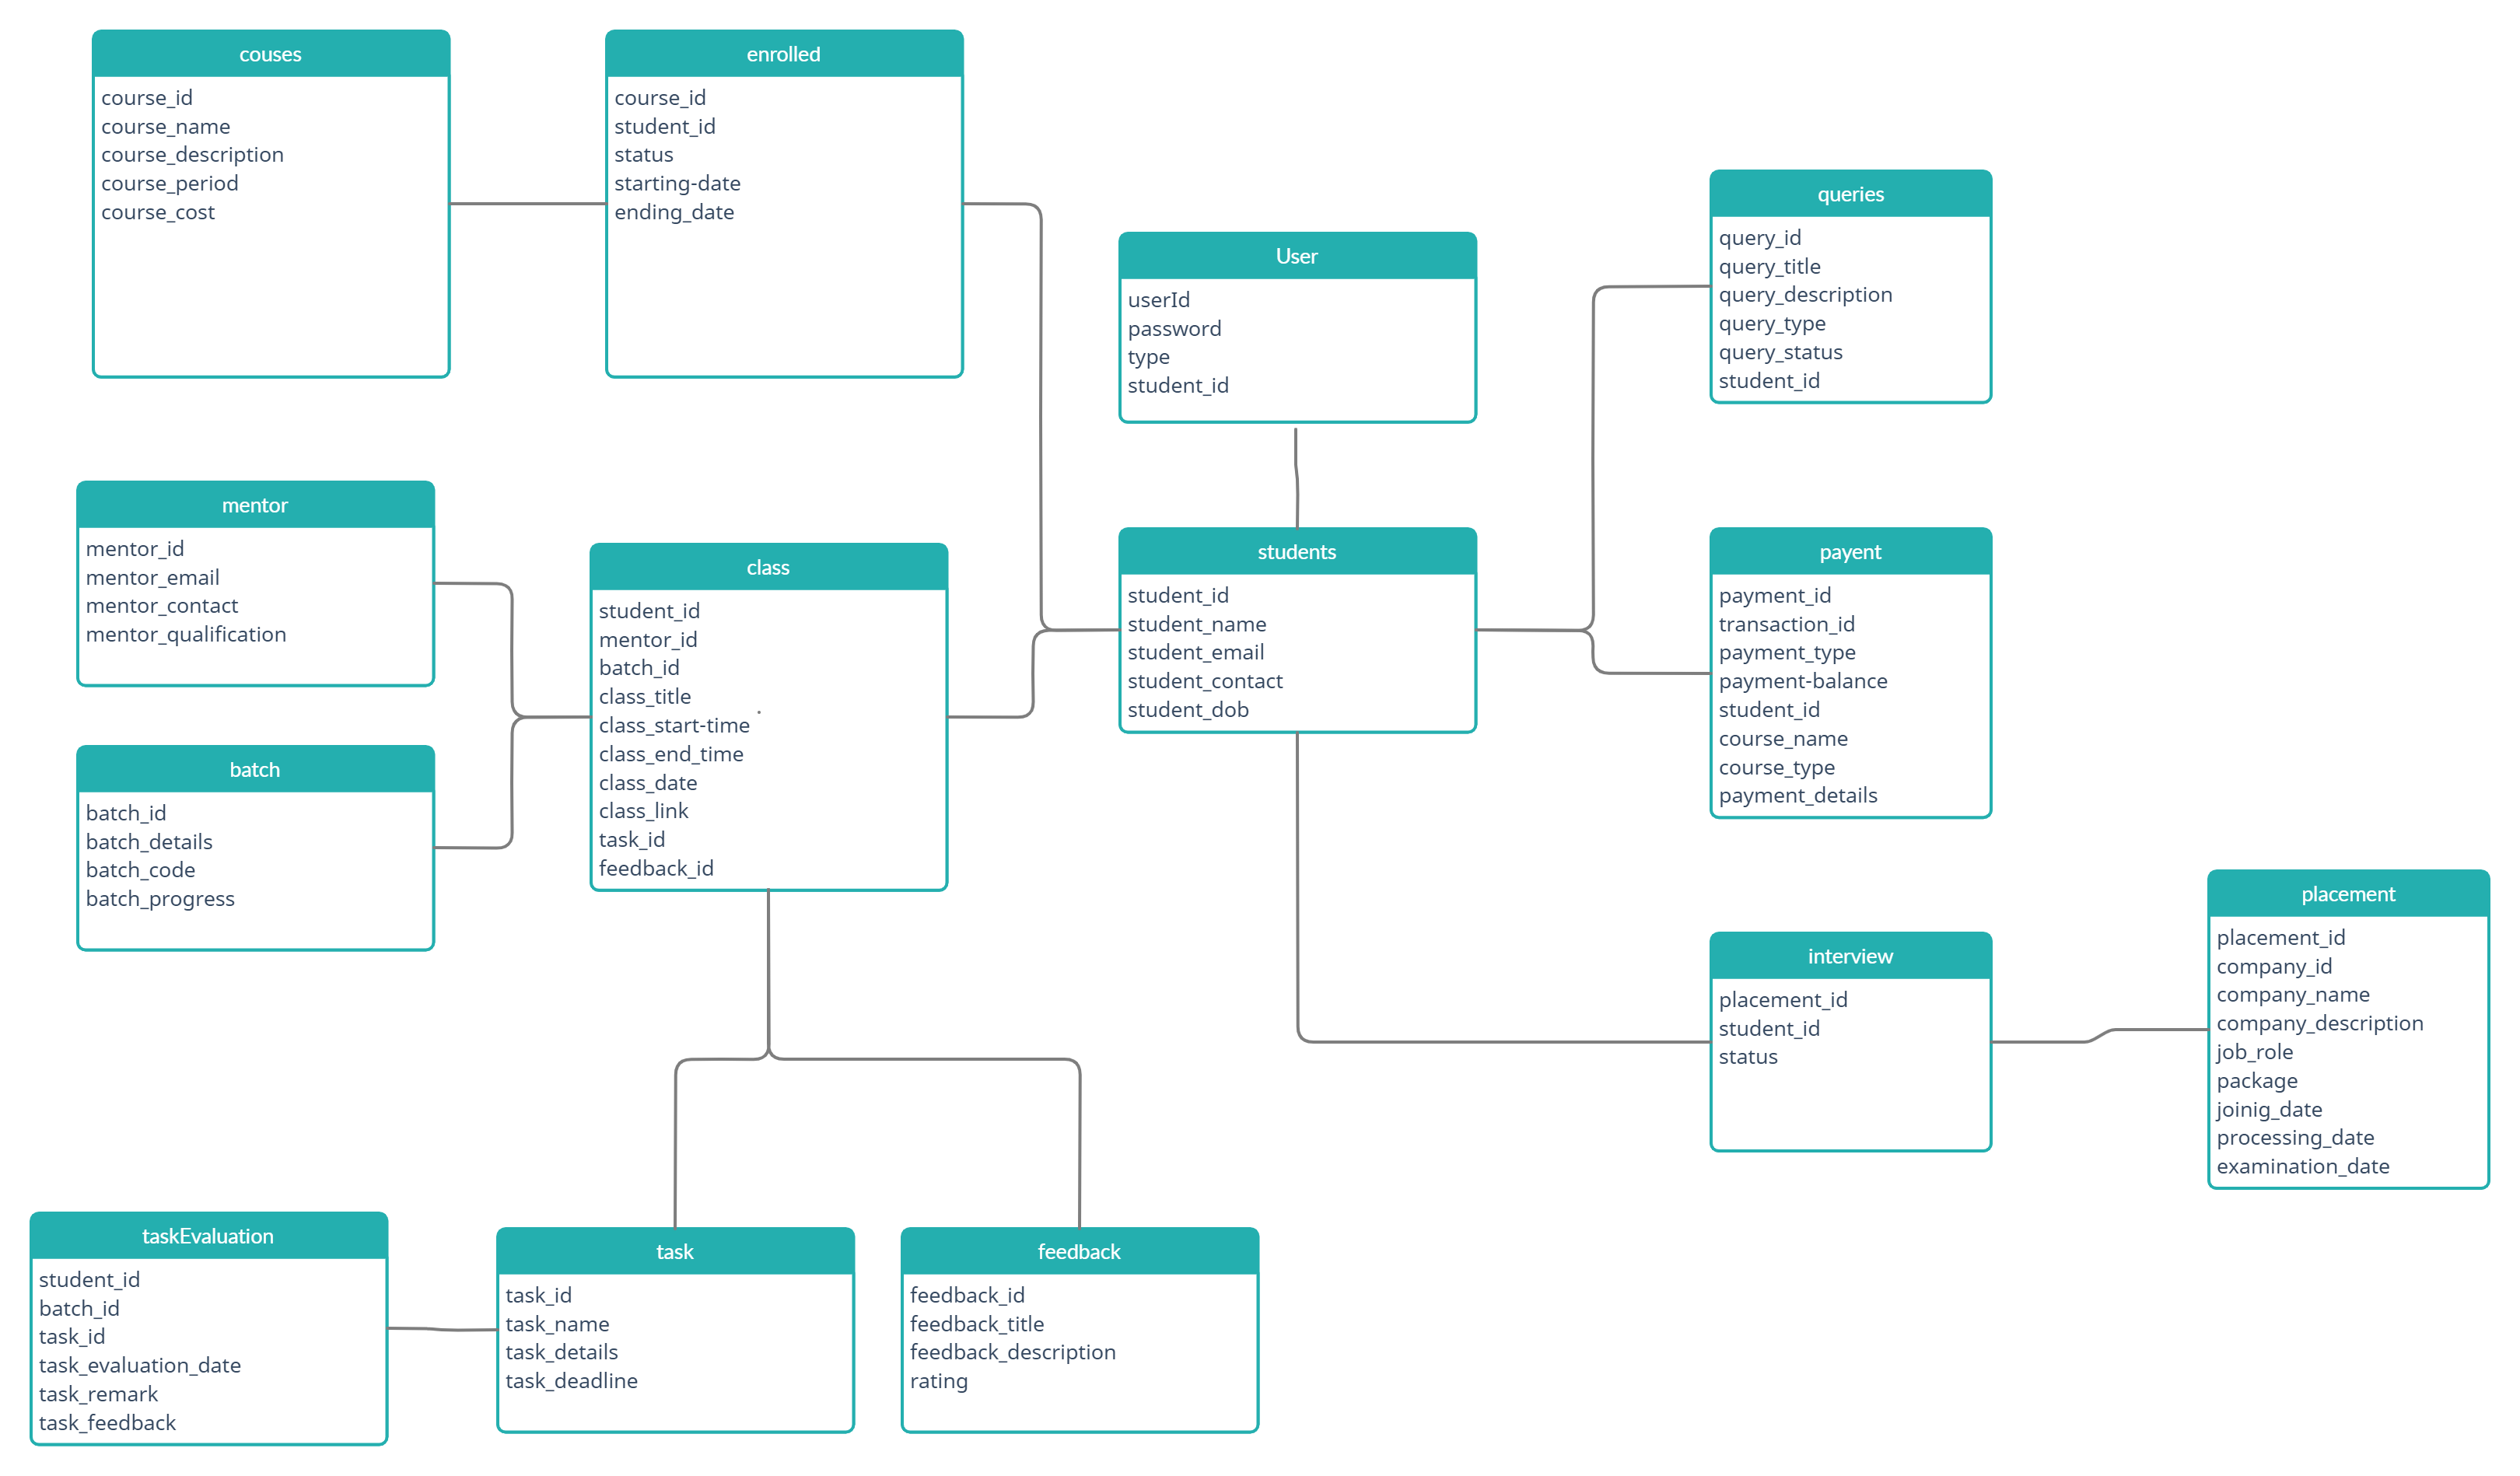 couses
course_id
course_name
course_description
course_period
course_cost
enrolled
course_id
student_id
status
starting-date
ending_date
User
userId
password
type
student_id
queries
query_id
query_title
query_description
query_type
query_status
student_id
mentor
mentor_id
mentor_email
mentor_contact
mentor_qualification
class
student_id
mentor_id
batch_id
class_title
class_start-time
class_end_time
class_date
class_link
task_id
feedback_id
students
student_id
student_name
student_email
student_contact
student_dob
payent
payment_id
transaction_id
payment_type
payment-balance
student_id
course_name
course_type
payment_details
batch
batch_id
batch_details
batch_code
batch_progress
interview
placement_id
student_id
status
placement
placement_id
company_id
company_name
company_description
job_role
package
joinig_date
processing_date
examination_date
taskEvaluation
student_id
batch_id
task_id
task_evaluation_date
task_remark
task_feedback
task
task_id
task_name
task_details
task_deadline
feedback
feedback_id
feedback_title
feedback_description
rating